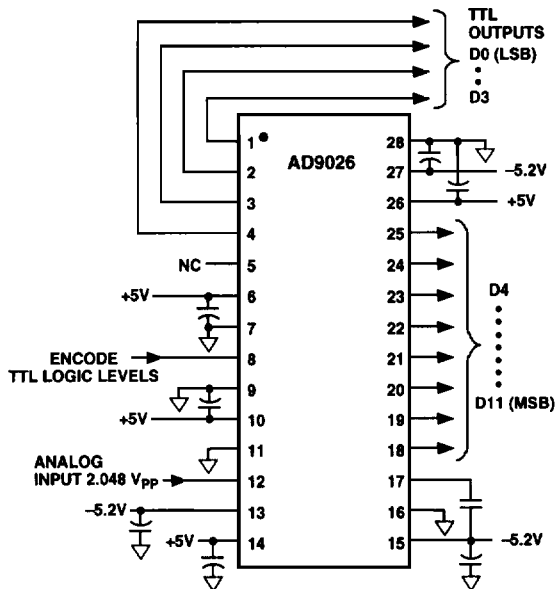 TTL
OUTPUTS
D0 (LSB)
D3
AD9026
1 28
2 27 –5.2V
3 26 +5V
4 25
NC 5 24
+5V 6 23 D4
7 22
ENCODE
TTL LOGIC LEVELS
8 21
9 20 D11 (MSB)
+5V 10 19
11 18
ANALOG
INPUT 2.048 VPP
12 17
–5.2V 13 16
+5V 14 15 –5.2V